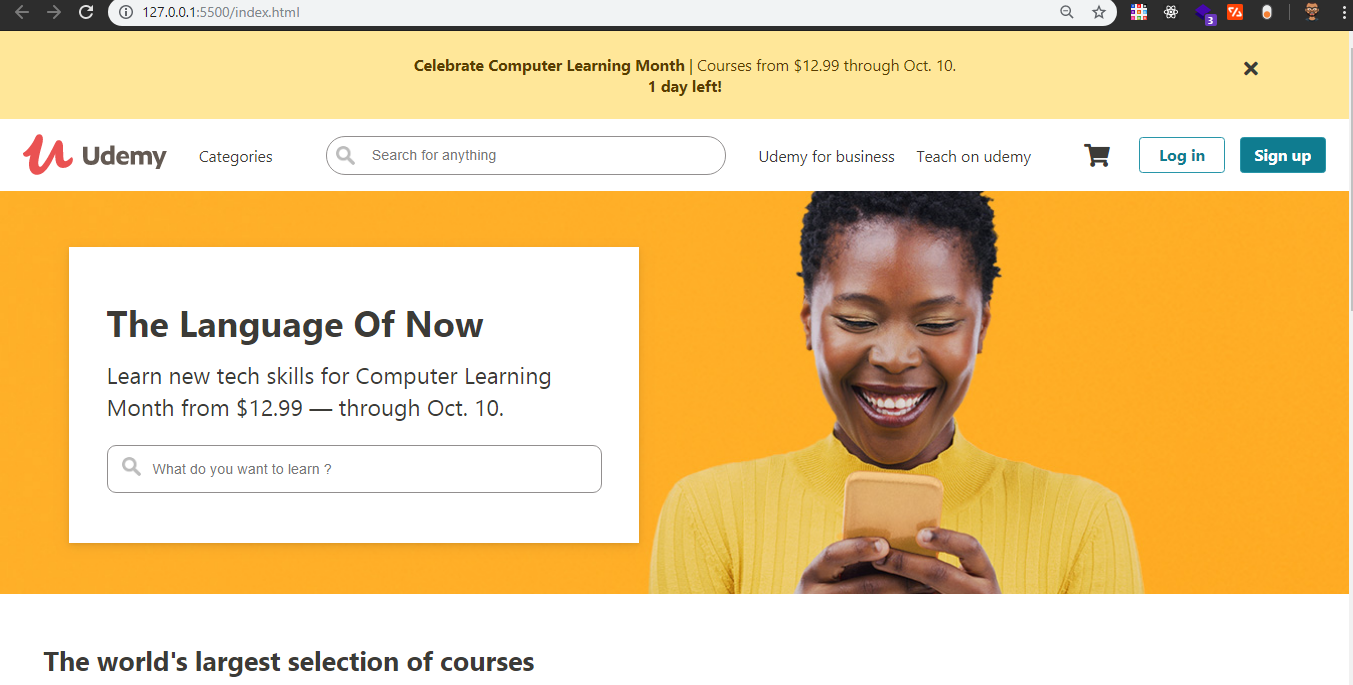 127.0.0.1:5500/index.html
3
Celebrate Computer Learning Month | Courses from $12.99 through Oct. 10.
1 day left!
Udemy Categories Search for anything Udemy for business Teach on udemy Log in Sign up
The Language Of Now
Learn new tech skills for Computer Learning
Month from $12.99 — through Oct. 10.
What do you want to learn ?
The world's largest selection of courses